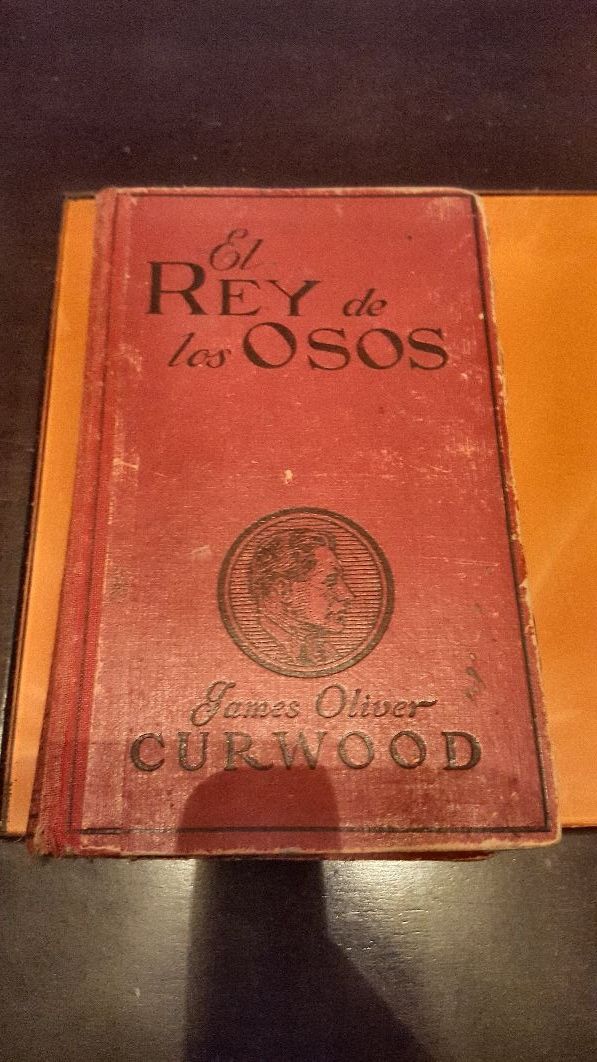 El
REY de
los OSOS
James Oliver
CURWOOD